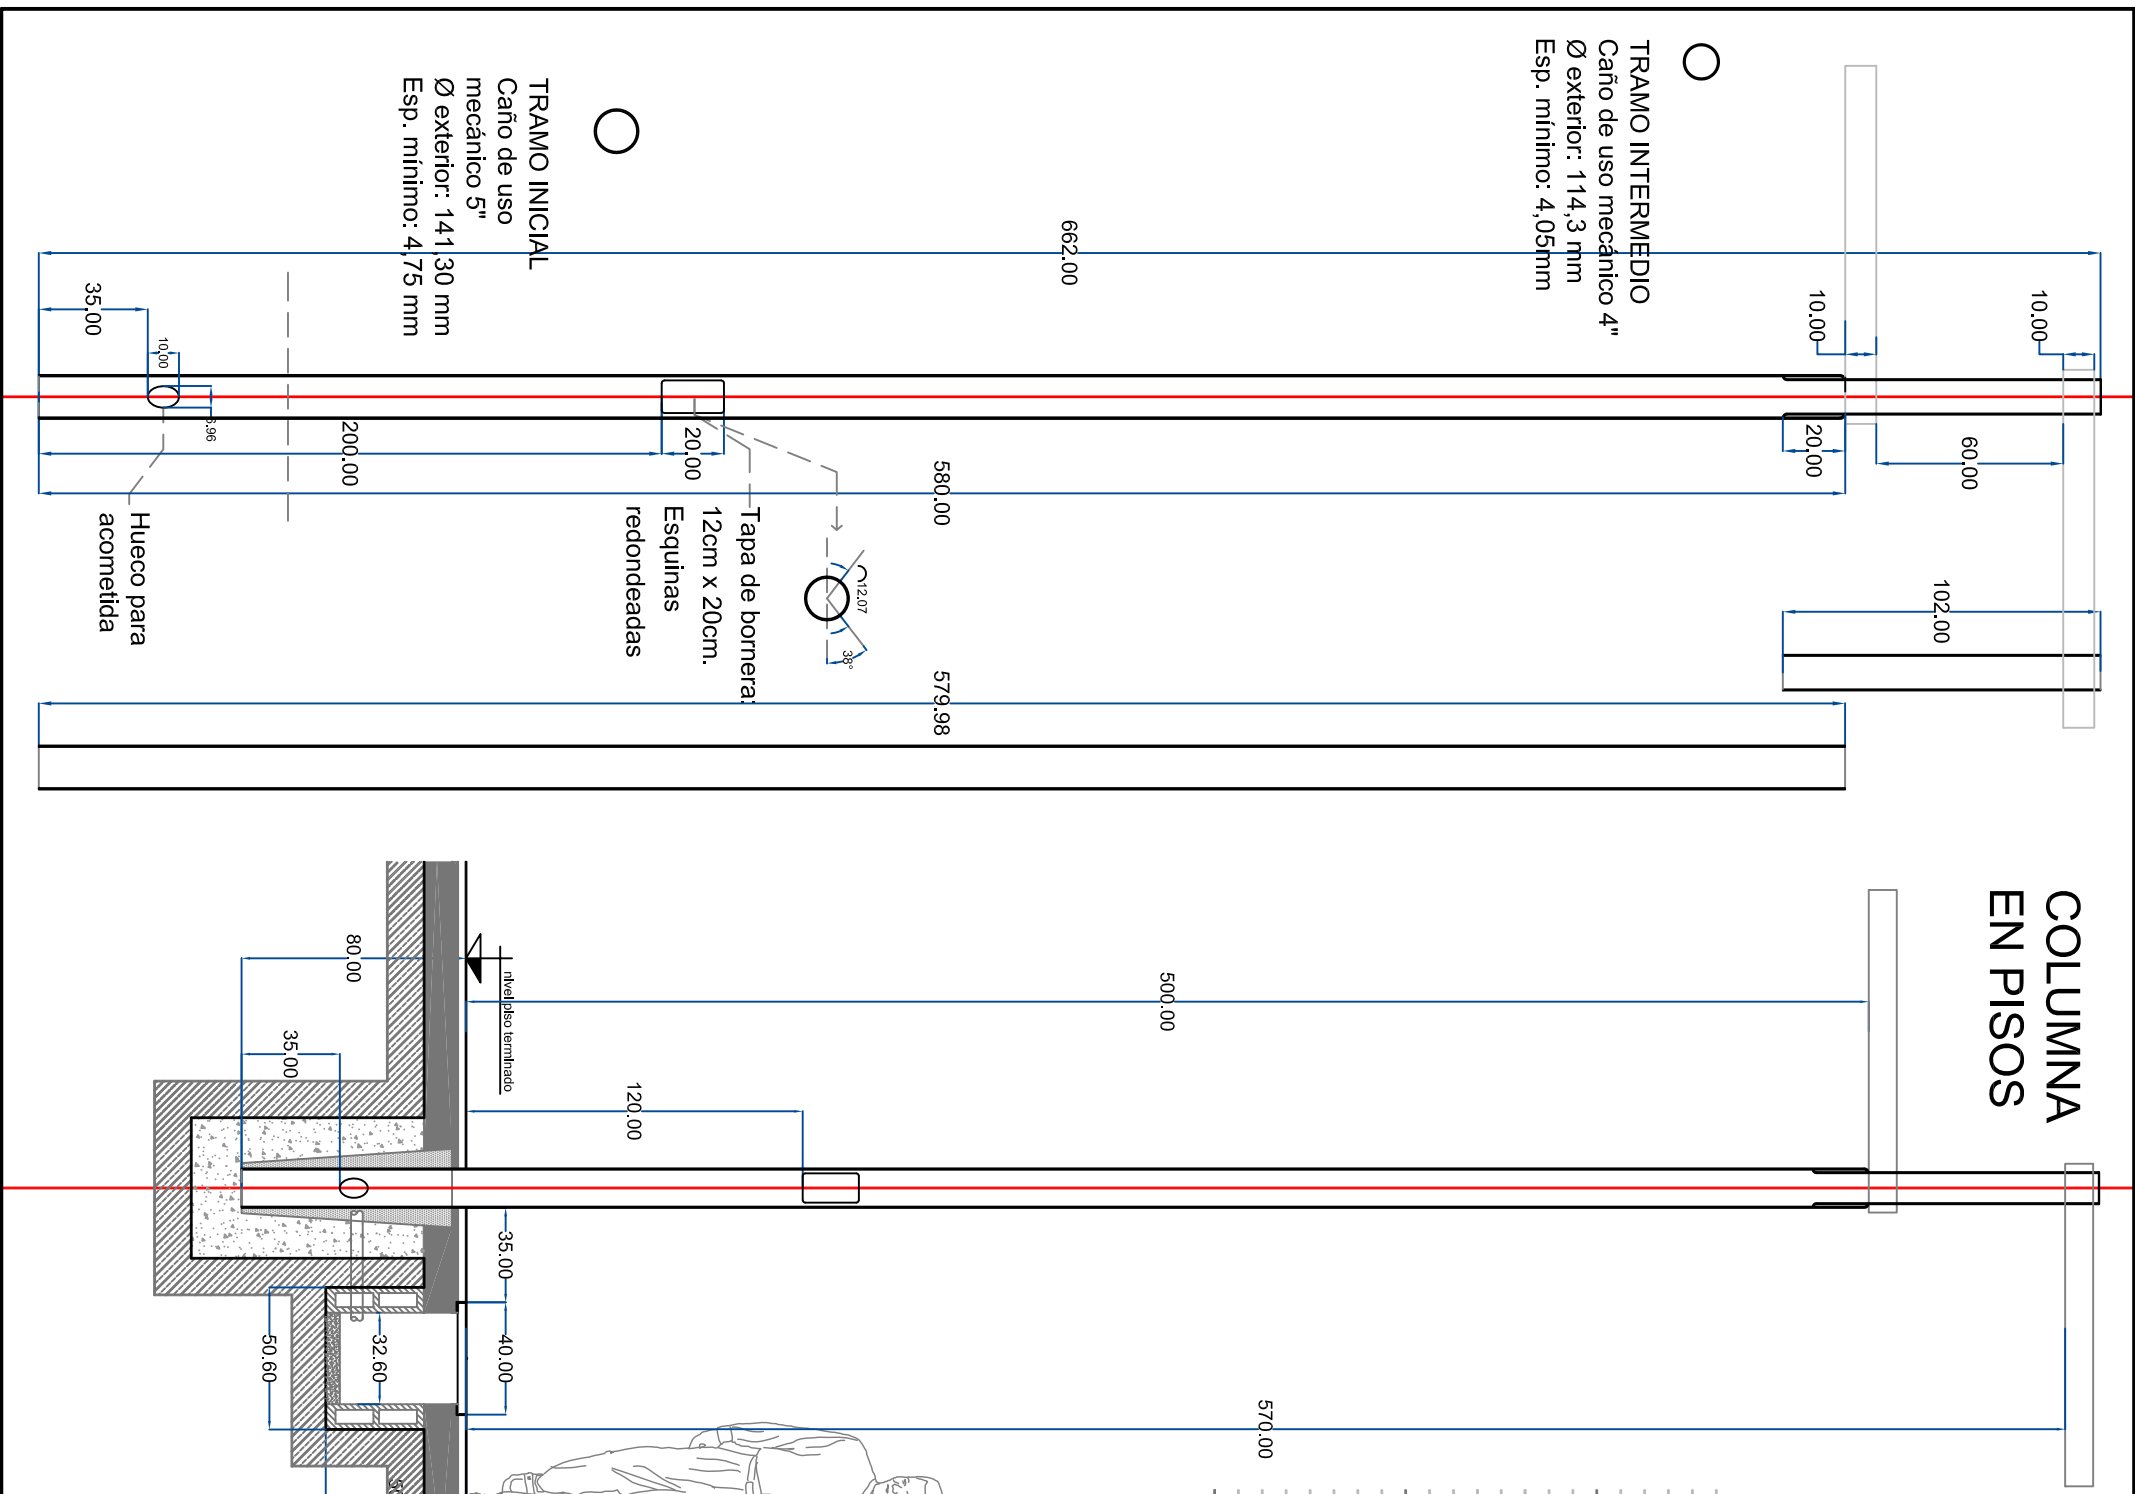 COLUMNA
EN PISOS
TRAMO INTERMEDIO
Caño de uso mecánico 4"
Ø exterior: 114,3 mm
Esp. mínimo: 4,05mm
10.00
10.00
60.00
20.00
662.00
580.00
102.00
579.98
TRAMO INICIAL
Caño de uso
mecánico 5"
Ø exterior: 141,30 mm
Esp. mínimo: 4,75 mm
12.07
38°
Tapa de bornera:
12cm x 20cm.
Esquinas
redondeadas
20.00
200.00
35.00
10.00
6.96
Hueco para
acometida
500.00
570.00
120.00
nivel piso terminado
80.00
35.00
35.00
40.00
32.60
50.60